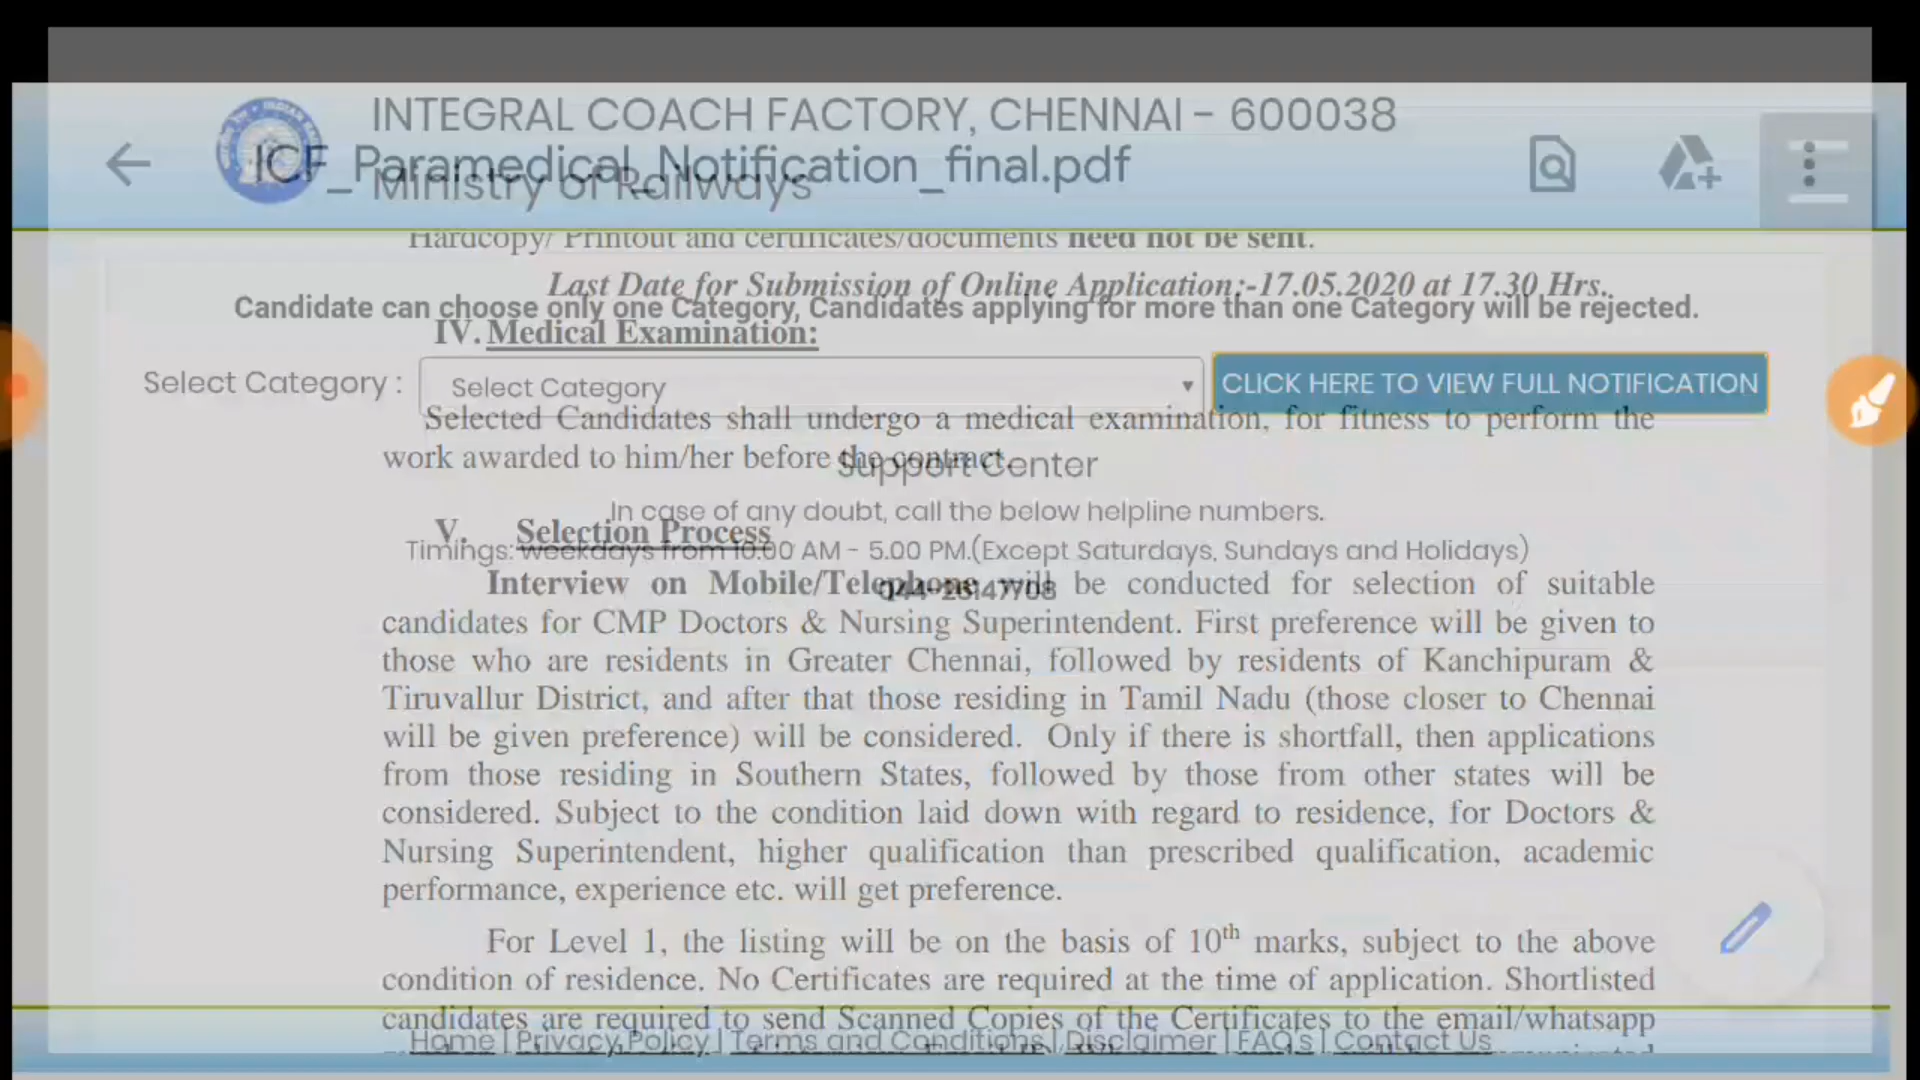 INTEGRAL COACH FACTORY, CHENNAI - 600038
ICF_Paramedical_Notification_final.pdf
Ministry of Railways
Hardcopy/ Printout and certificates/documents need not be sent.
Last Date for Submission of Online Application:-17.05.2020 at 17.30 Hrs.
Candidate can choose only one Category, Candidates applying for more than one Category will be rejected.
IV. Medical Examination:
Select Category :
Select Category
CLICK HERE TO VIEW FULL NOTIFICATION
Selected Candidates shall undergo a medical examination, for fitness to perform the
work awarded to him/her before the contract.
Support Center
In case of any doubt, call the below helpline numbers.
V. Selection Process
Timings: weekdays from 10.00 AM - 5.00 PM.(Except Saturdays, Sundays and Holidays)
Interview on Mobile/Telephone will be conducted for selection of suitable
044-26147708
candidates for CMP Doctors & Nursing Superintendent. First preference will be given to
those who are residents in Greater Chennai, followed by residents of Kanchipuram &
Tiruvallur District, and after that those residing in Tamil Nadu (those closer to Chennai
will be given preference) will be considered. Only if there is shortfall, then applications
from those residing in Southern States, followed by those from other states will be
considered. Subject to the condition laid down with regard to residence, for Doctors &
Nursing Superintendent, higher qualification than prescribed qualification, academic
performance, experience etc. will get preference.
For Level 1, the listing will be on the basis of 10th marks, subject to the above
condition of residence. No Certificates are required at the time of application. Shortlisted
candidates are required to send Scanned Copies of the Certificates to the email/whatsapp
Home | Privacy Policy | Terms and Conditions | Disclaimer | FAQs | Contact Us